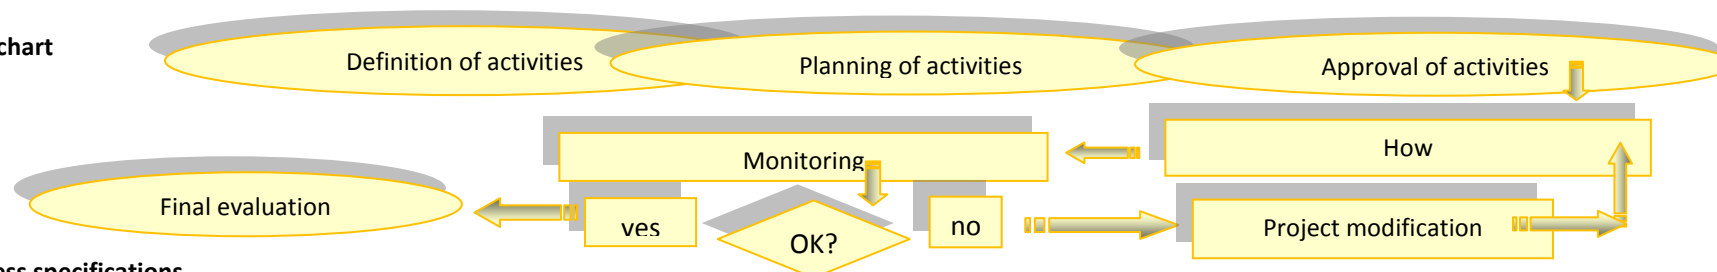 chart
Definition of activities
Planning of activities
Approval of activities
How
Monitoring
Final evaluation
yes
OK?
no
Project modification
specifications